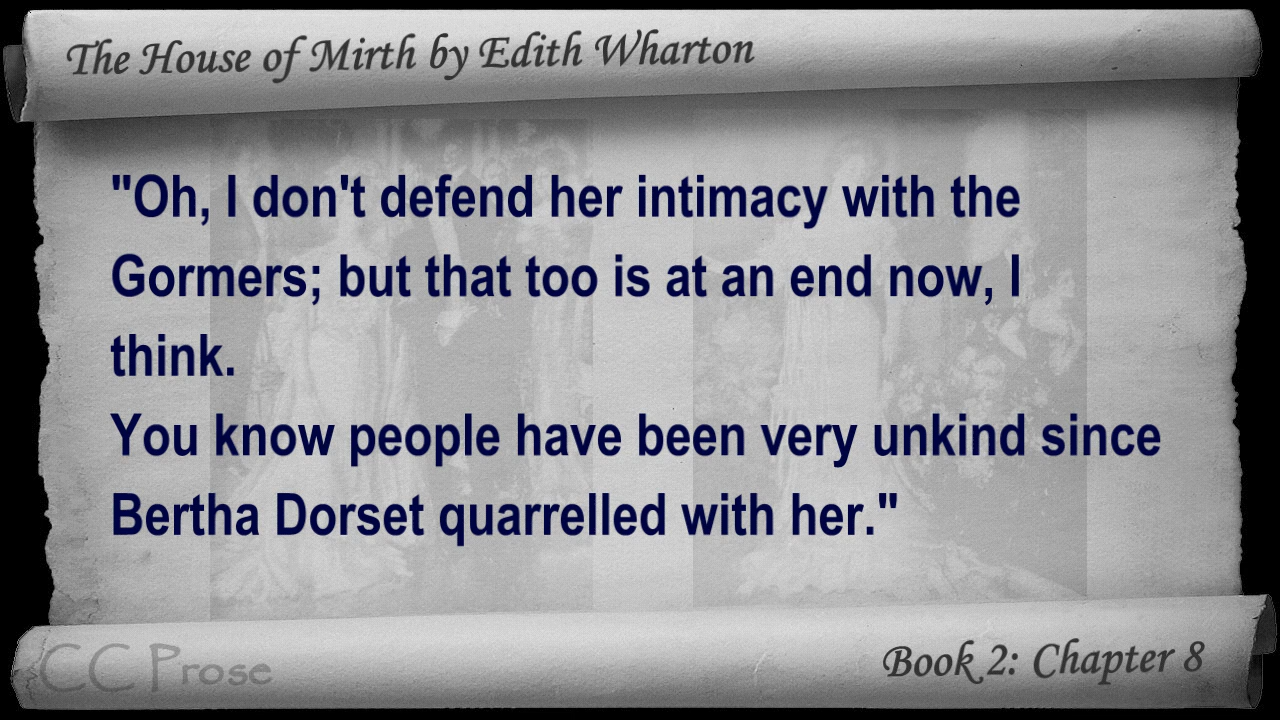 The House of Mirth by Edith Wharton
"Oh, I don't defend her intimacy with the
Gormers; but that too is at an end now, I
think.
You know people have been very unkind since
Bertha Dorset quarrelled with her."
CC Prose
Book 2: Chapter 8